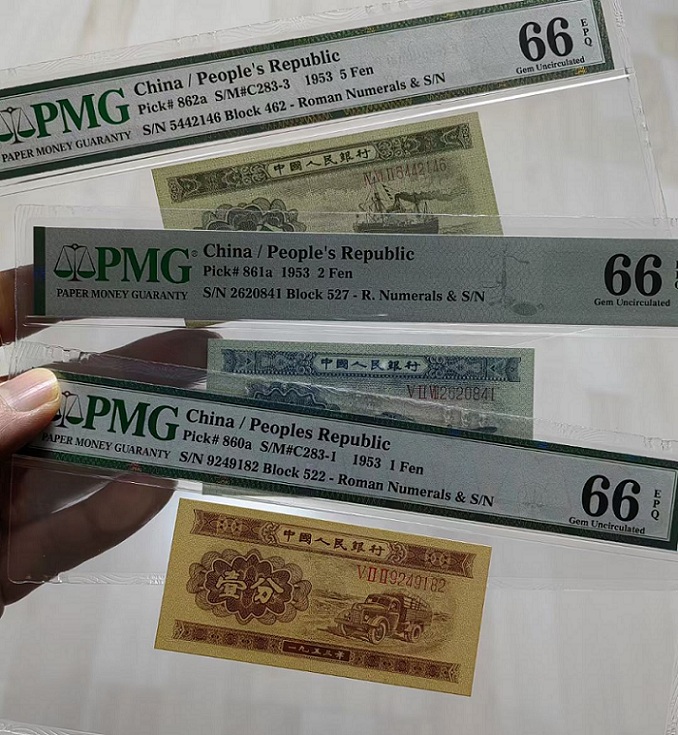 PMG
PAPER MONEY GUARANTY
China / People's Republic
Pick# 862a S/M#C283-3 1953 5 Fen
S/N 5442146 Block 462 - Roman Numerals & S/N
66 EPQ
Gem Uncirculated
中國人民銀行
5442146
PMG®
PAPER MONEY GUARANTY
China / People's Republic
Pick# 861a 1953 2 Fen
S/N 2620841 Block 527 - R. Numerals & S/N
66
Gem Uncirculated
中國人民銀行
2620841
PMG
PAPER MONEY GUARANTY
China / Peoples Republic
Pick# 860a S/M#C283-1 1953 1 Fen
S/N 9249182 Block 522 - Roman Numerals & S/N
66 EPQ
Gem Uncirculated
中國人民銀行
V II II 9249182
壹分
一九五三年